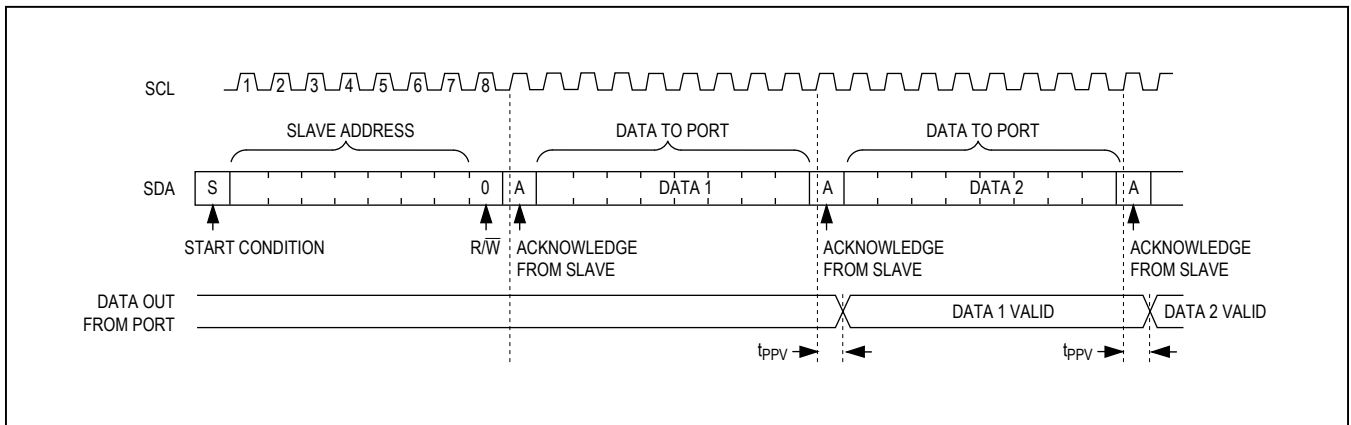 SCL 1 2 3 4 5 6 7 8
SLAVE ADDRESS DATA TO PORT DATA TO PORT
SDA S 0 A DATA 1 A DATA 2 A
START CONDITION R/W̅ ACKNOWLEDGE ACKNOWLEDGE ACKNOWLEDGE
FROM SLAVE FROM SLAVE FROM SLAVE
DATA OUT
FROM PORT DATA 1 VALID DATA 2 VALID
tPPV tPPV